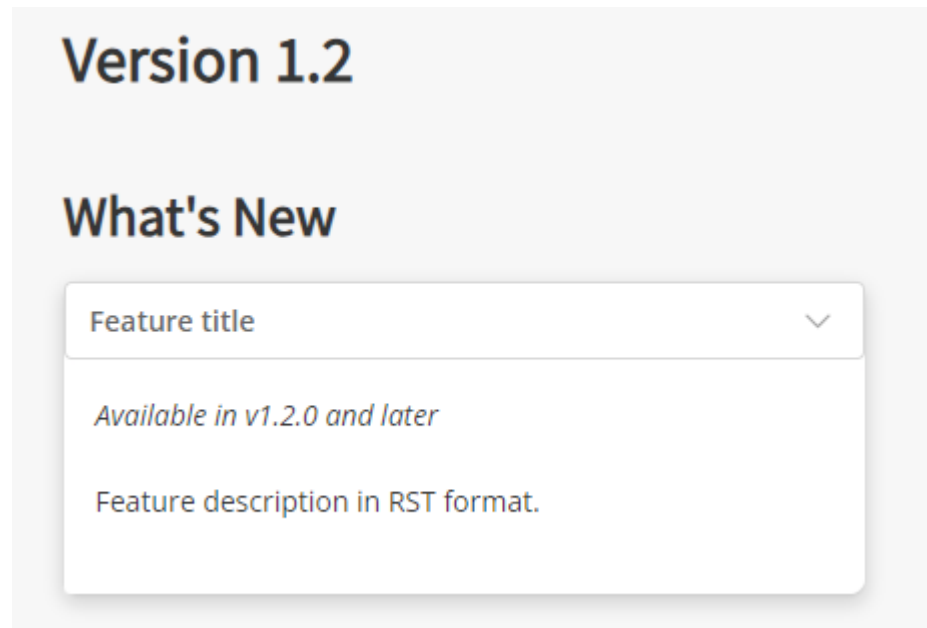 Version 1.2
What's New
Feature title
Available in v1.2.0 and later
Feature description in RST format.